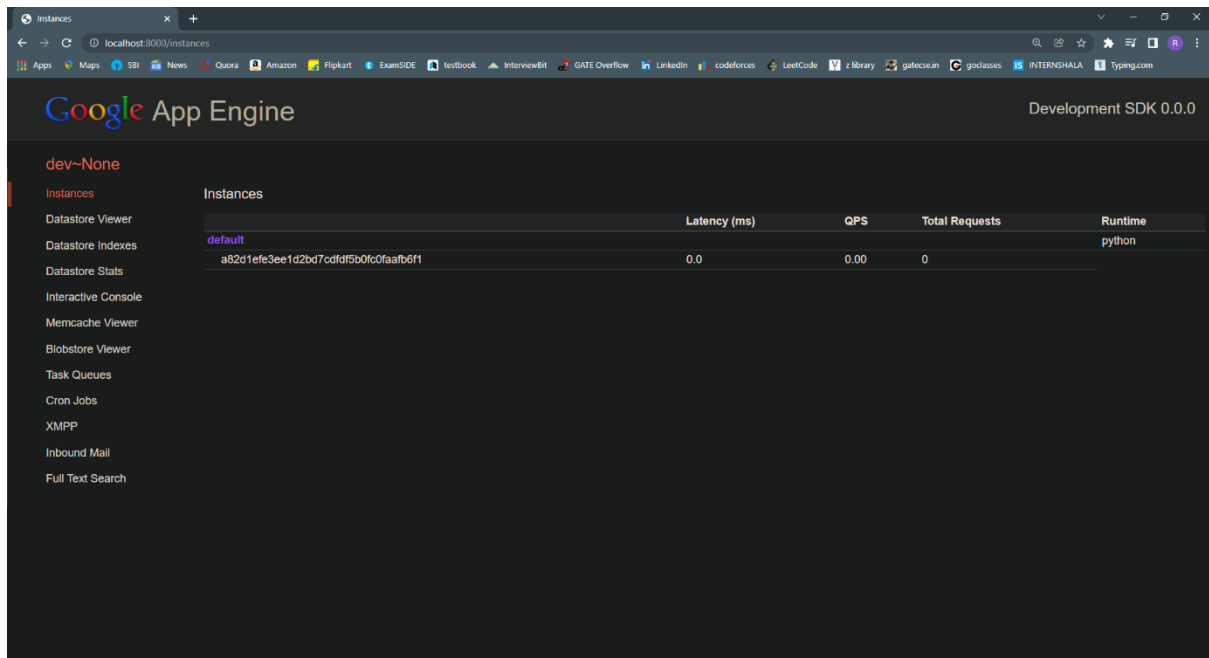 Instances
localhost:8000/instances
Apps Maps SBI News Quora Amazon Flipkart ExamSIDE testbook InterviewBit GATE Overflow LinkedIn codeforces LeetCode z library gatecse.in goclasses INTERNSHALA Typing.com
Google App Engine
Development SDK 0.0.0
dev~None
Instances
Datastore Viewer
Datastore Indexes
Datastore Stats
Interactive Console
Memcache Viewer
Blobstore Viewer
Task Queues
Cron Jobs
XMPP
Inbound Mail
Full Text Search
Instances
Latency (ms) QPS Total Requests Runtime
default python
a82d1efe3ee1d2bd7cdfdf5b0fc0faafb6f1 0.0 0.00 0